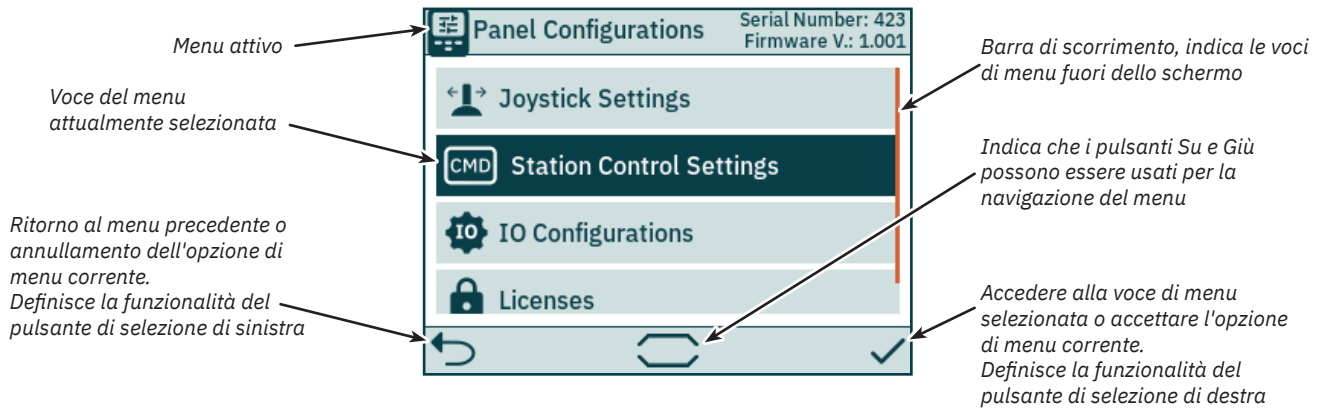 Menu attivo
Voce del menu
attualmente selezionata
Ritorno al menu precedente o
annullamento dell'opzione di
menu corrente.
Definisce la funzionalità del
pulsante di selezione di sinistra
Panel Configurations
Serial Number: 423
Firmware V.: 1.001
Joystick Settings
CMD Station Control Settings
IO IO Configurations
Licenses
Barra di scorrimento, indica le voci
di menu fuori dello schermo
Indica che i pulsanti Su e Giù
possono essere usati per la
navigazione del menu
Accedere alla voce di menu
selezionata o accettare l'opzione
di menu corrente.
Definisce la funzionalità del
pulsante di selezione di destra